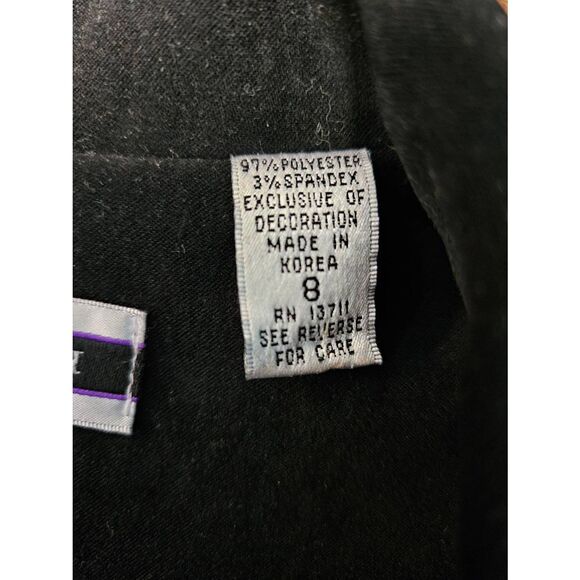 97% POLYESTER
3% SPANDEX
EXCLUSIVE OF
DECORATION
MADE IN
KOREA
8
RN 13711
SEE REVERSE
FOR CARE